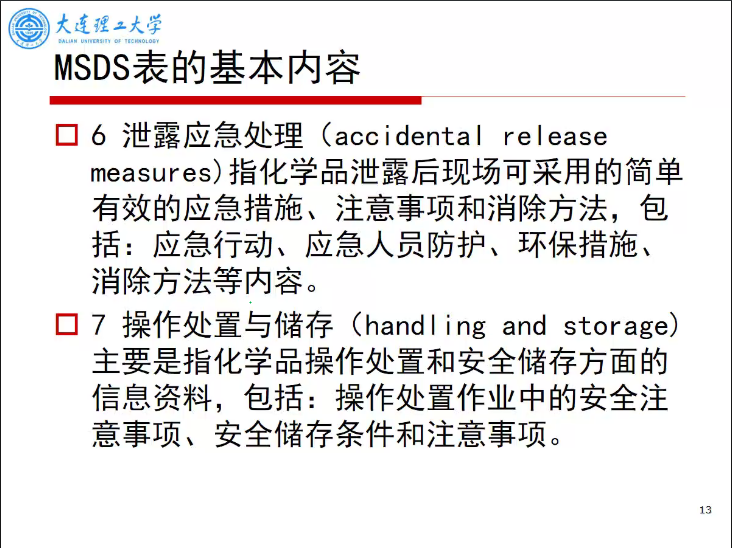 大连理工大学
DALIAN UNIVERSITY OF TECHNOLOGY
MSDS表的基本内容
6 泄露应急处理（accidental release
measures)指化学品泄露后现场可采用的简单
有效的应急措施、注意事项和消除方法，包
括：应急行动、应急人员防护、环保措施、
消除方法等内容。
7 操作处置与储存（handling and storage)
主要是指化学品操作处置和安全储存方面的
信息资料，包括：操作处置作业中的安全注
意事项、安全储存条件和注意事项。
13